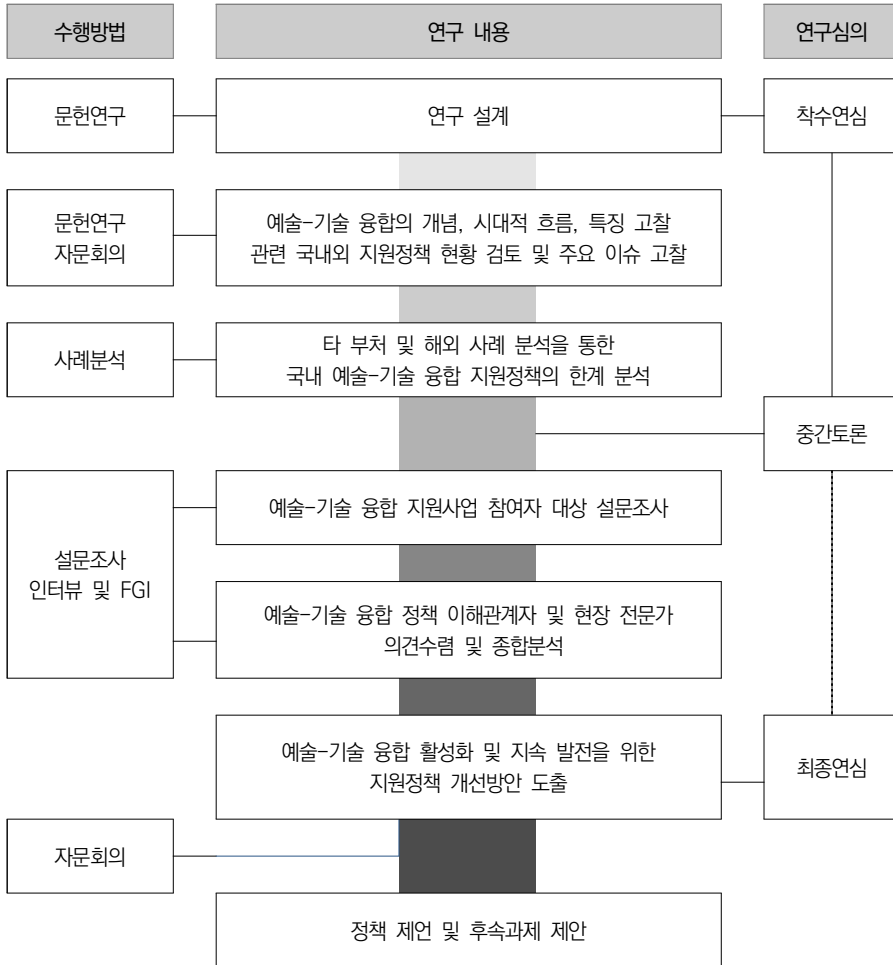 수행방법
연구 내용
연구심의
문헌연구
연구 설계
착수연심
문헌연구
자문회의
예술-기술 융합의 개념, 시대적 흐름, 특징 고찰
관련 국내외 지원정책 현황 검토 및 주요 이슈 고찰
사례분석
타 부처 및 해외 사례 분석을 통한
국내 예술-기술 융합 지원정책의 한계 분석
중간토론
설문조사
인터뷰 및 FGI
예술-기술 융합 지원사업 참여자 대상 설문조사
예술-기술 융합 정책 이해관계자 및 현장 전문가
의견수렴 및 종합분석
예술-기술 융합 활성화 및 지속 발전을 위한
지원정책 개선방안 도출
최종연심
자문회의
정책 제언 및 후속과제 제안